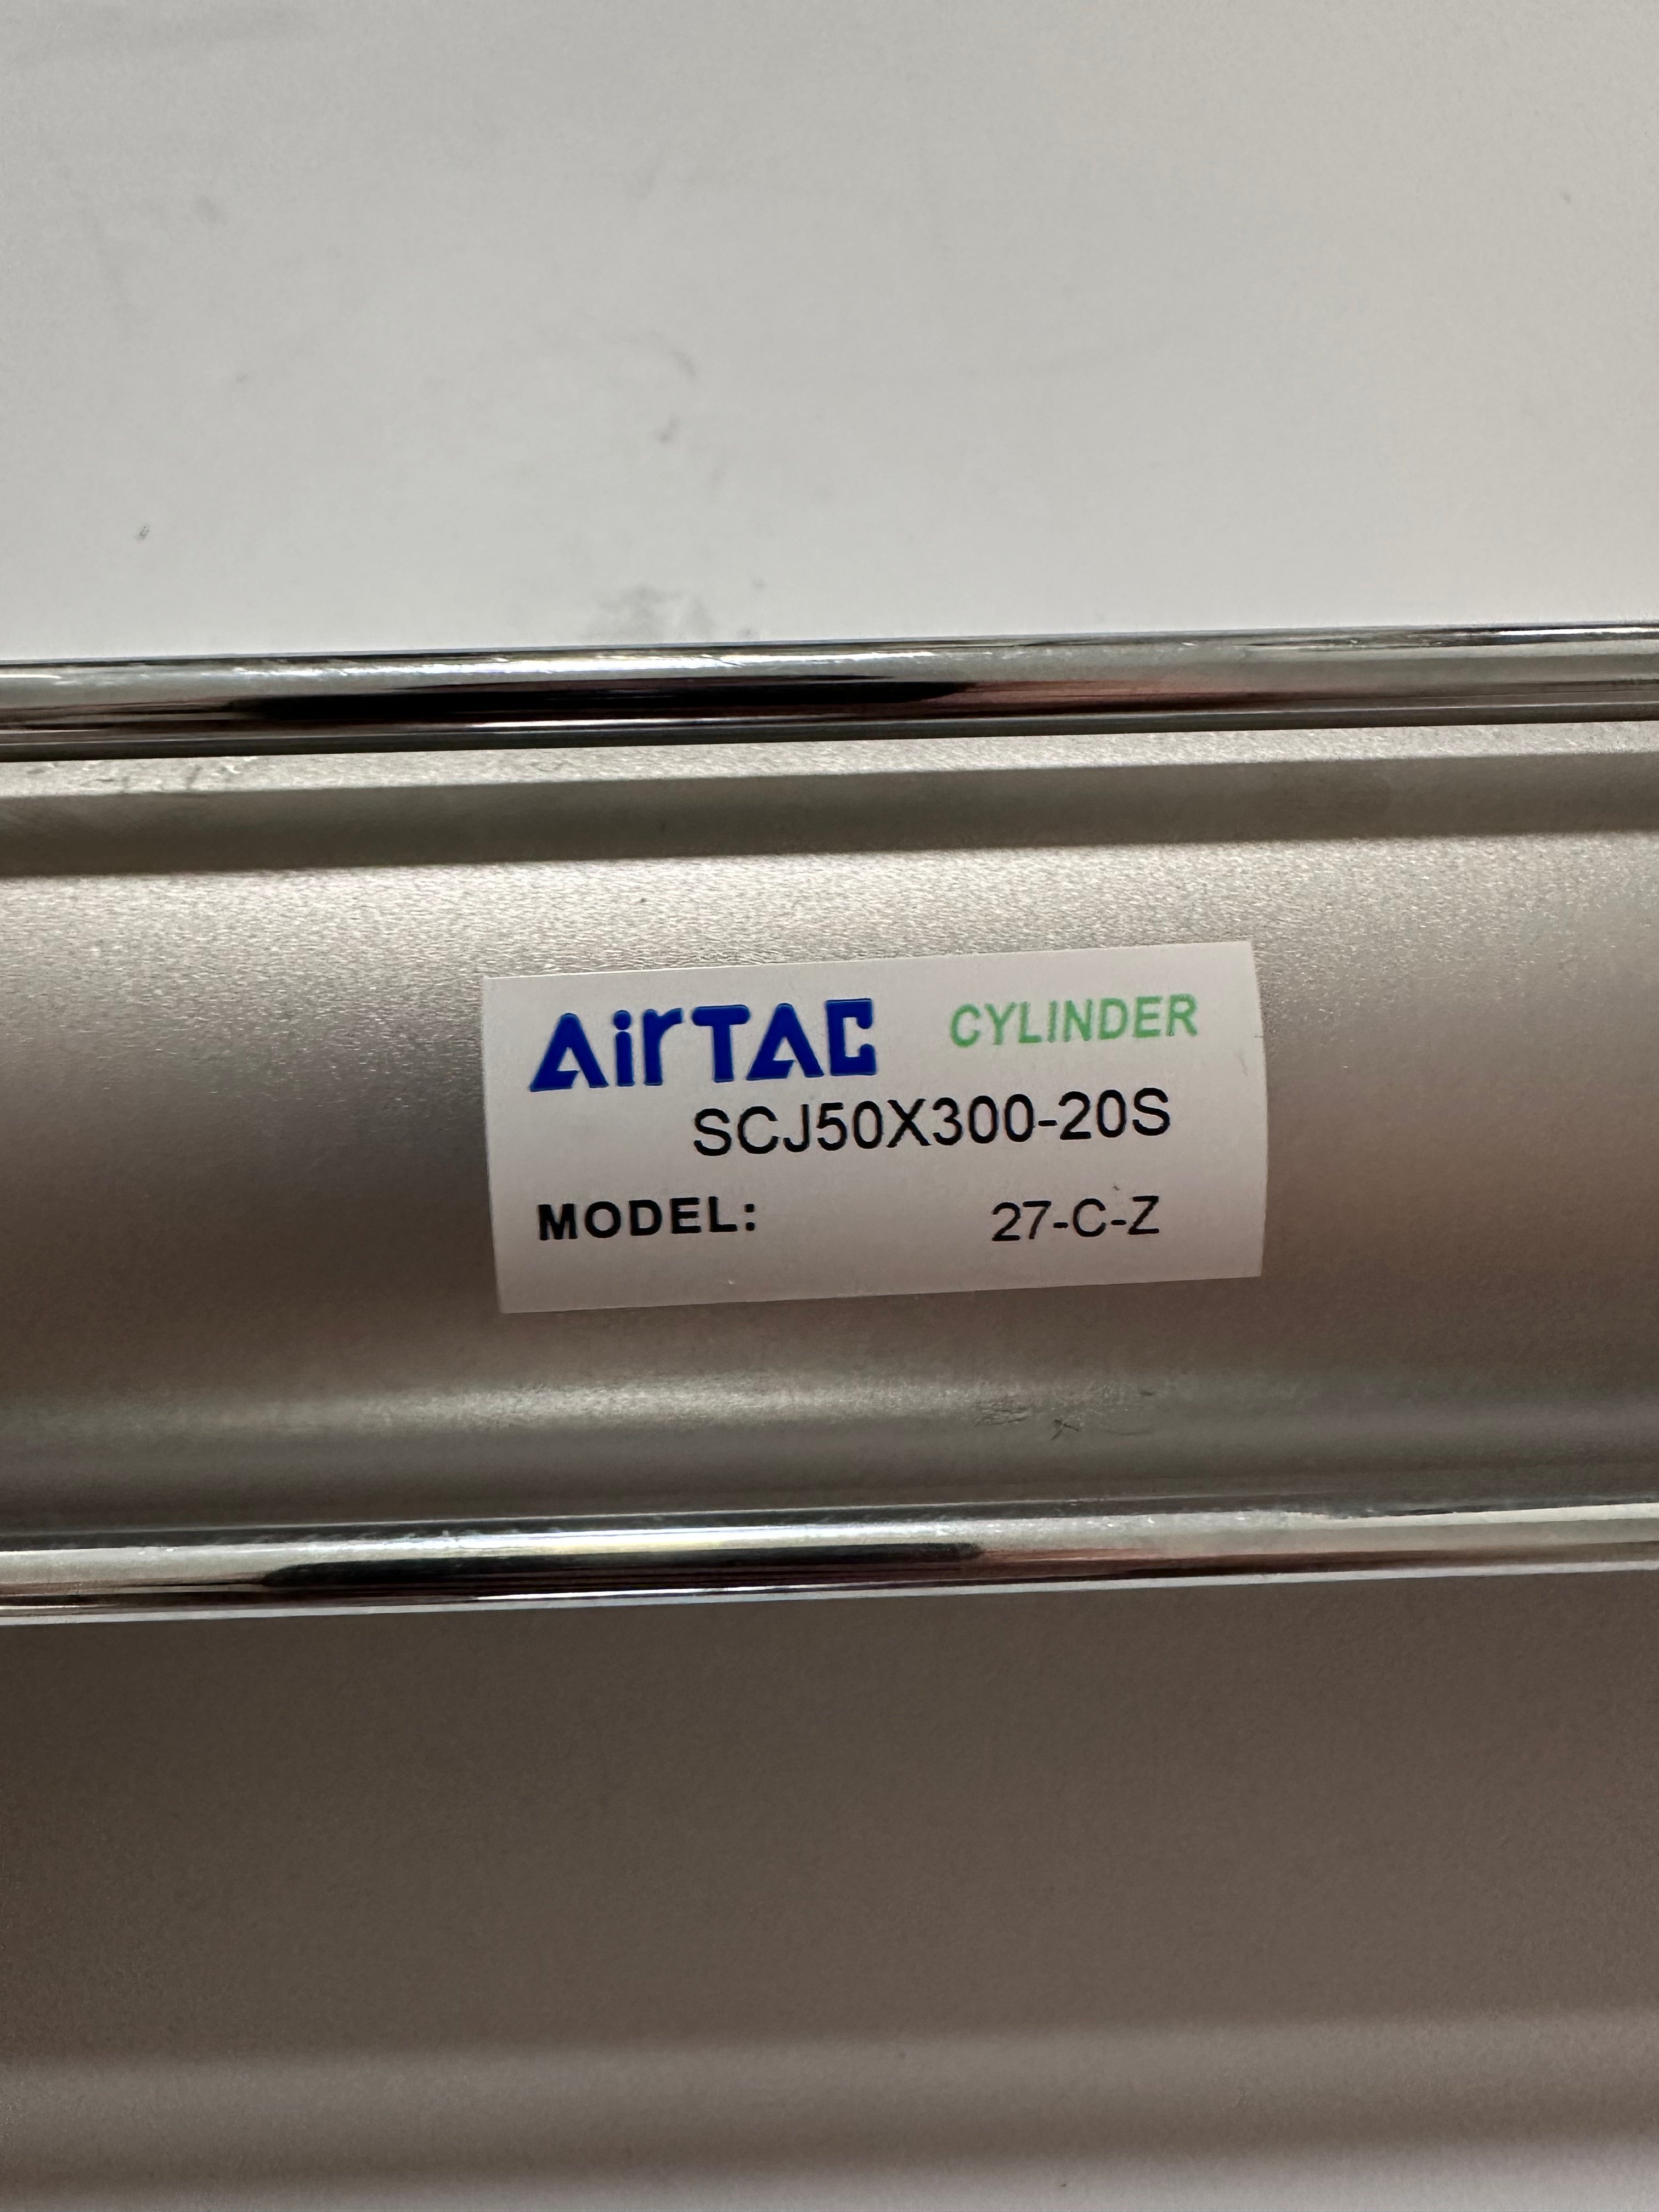 AirTAC CYLINDER
SCJ50X300-20S
MODEL: 27-C-Z